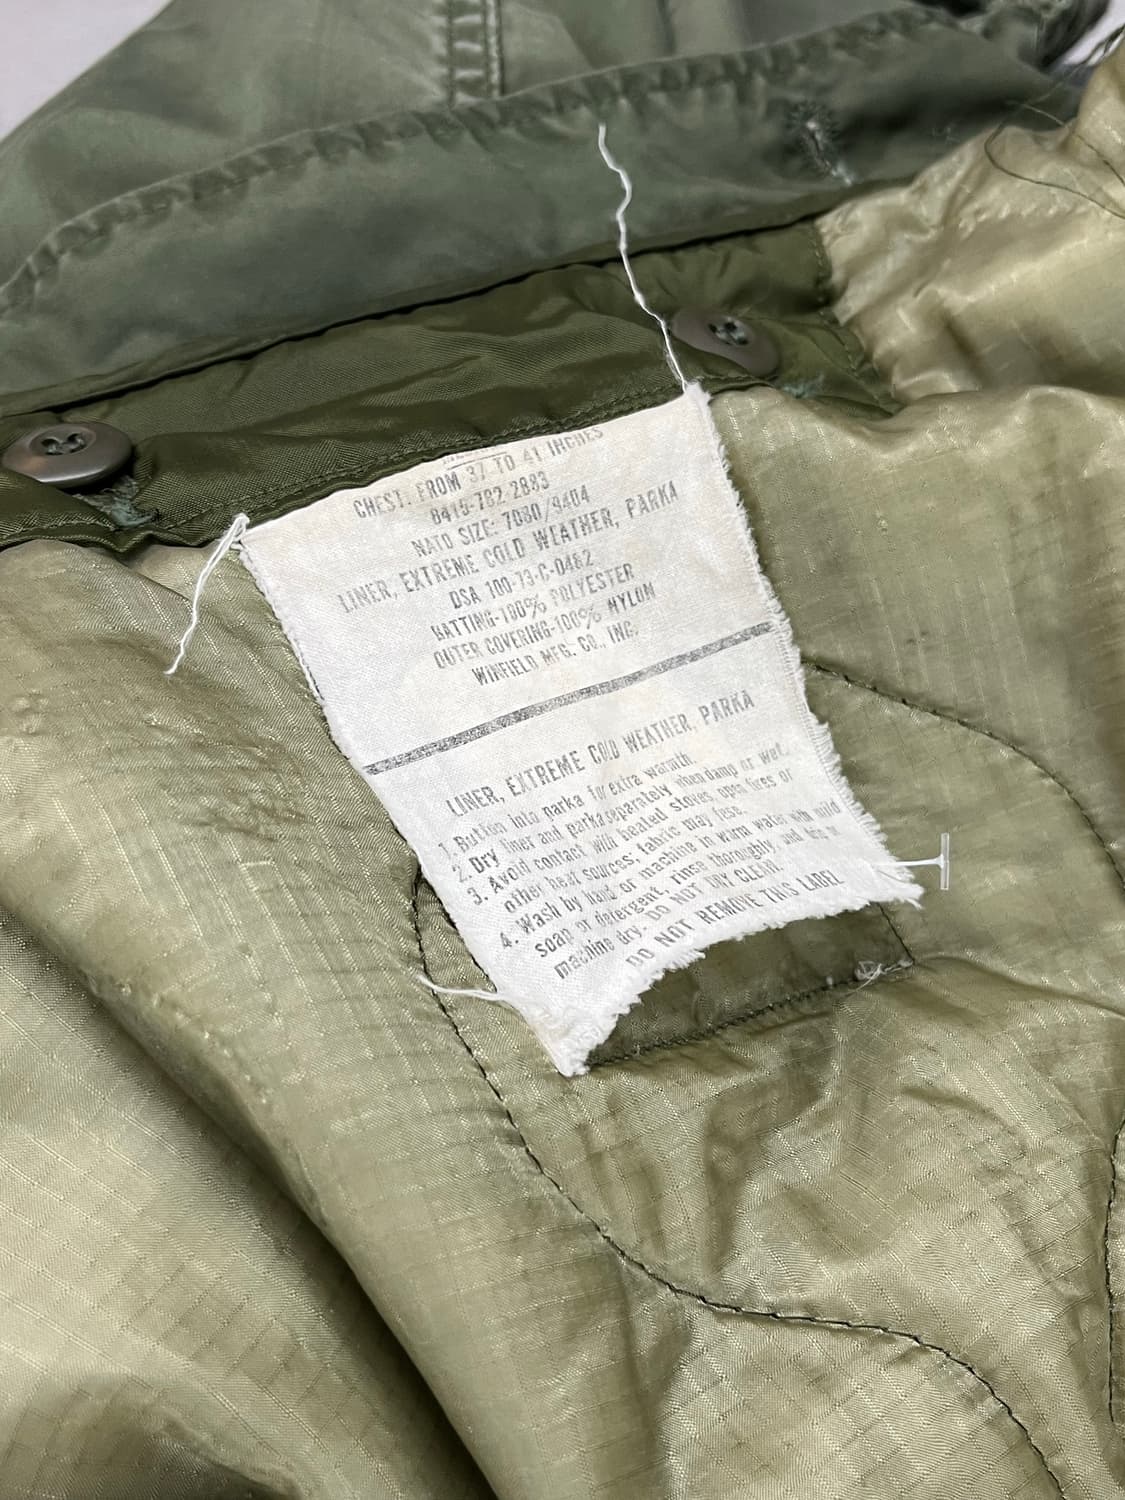 CHEST: FROM 37 TO 41 INCHES
8415-782-2883
NATO SIZE: 7080/9404
LINER, EXTREME COLD WEATHER, PARKA
DSA 100-73-C-0462
BATTING-100% POLYESTER
OUTER COVERING-100% NYLON
WINFIELD MFG. CO., INC.
LINER, EXTREME COLD WEATHER, PARKA
1. Button into parka for extra warmth.
2. Dry liner and parka separately when damp or wet.
3. Avoid contact with heated stoves, open fires or
other heat sources, fabric may fuse.
4. Wash by hand or machine in warm water with mild
soap or detergent, rinse thoroughly, and
machine dry. DO NOT DRY CLEAN.
DO NOT REMOVE THIS LABEL